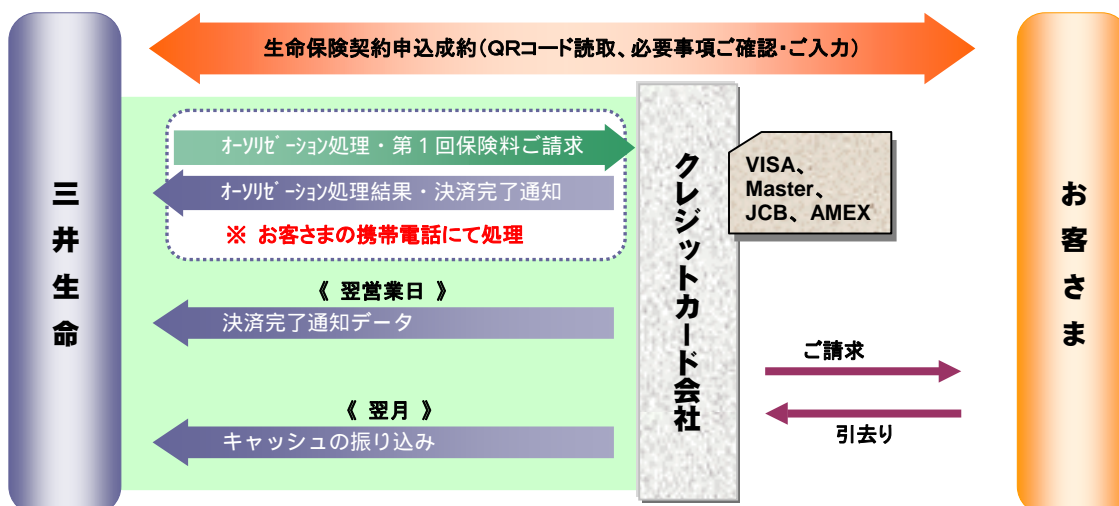 生命保険契約申込成約(QRコード読取、必要事項ご確認・ご入力)
三井生命
ｵｰｿﾘｾﾞｰｼｮﾝ処理・第１回保険料ご請求
ｵｰｿﾘｾﾞｰｼｮﾝ処理結果・決済完了通知
※ お客さまの携帯電話にて処理
《 翌営業日 》
決済完了通知データ
《 翌月 》
キャッシュの振り込み
クレジットカード会社
VISA、
Master、
JCB、AMEX
ご請求
引去り
お客さま